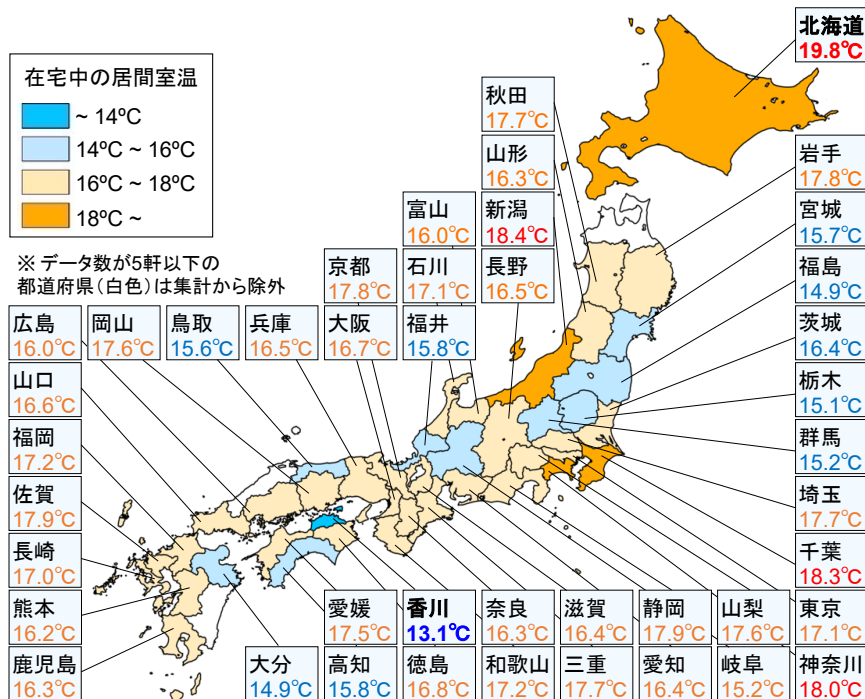 北海道
19.8℃
在宅中の居間室温
~ 14ºC
14ºC ~ 16ºC
16ºC ~ 18ºC
18ºC ~
※ データ数が5軒以下の
都道府県(白色)は集計から除外
秋田
17.7℃
山形
16.3℃
岩手
17.8℃
富山
16.0℃
新潟
18.4℃
宮城
15.7℃
京都
17.8℃
石川
17.1℃
長野
16.5℃
福島
14.9℃
広島
16.0℃
岡山
17.6℃
鳥取
15.6℃
兵庫
16.5℃
大阪
16.7℃
福井
15.8℃
茨城
16.4℃
山口
16.6℃
栃木
15.1℃
福岡
17.2℃
群馬
15.2℃
佐賀
17.9℃
埼玉
17.7℃
長崎
17.0℃
千葉
18.3℃
熊本
16.2℃
愛媛
17.5℃
香川
13.1℃
奈良
16.3℃
滋賀
16.4℃
静岡
17.9℃
山梨
17.6℃
東京
17.1℃
鹿児島
16.3℃
大分
14.9℃
高知
15.8℃
徳島
16.8℃
和歌山
17.2℃
三重
17.7℃
愛知
16.4℃
岐阜
15.2℃
神奈川
18.0℃